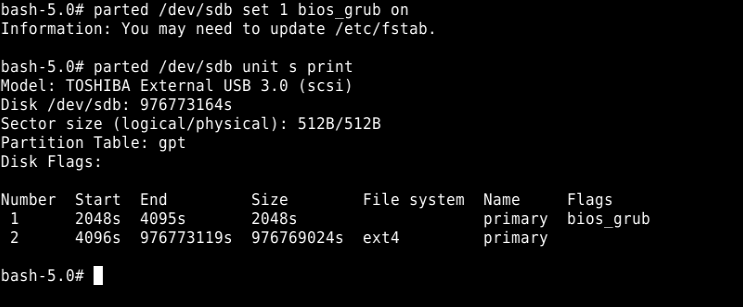 bash-5.0# parted /dev/sdb set 1 bios_grub on
Information: You may need to update /etc/fstab.
bash-5.0# parted /dev/sdb unit s print
Model: TOSHIBA External USB 3.0 (scsi)
Disk /dev/sdb: 976773164s
Sector size (logical/physical): 512B/512B
Partition Table: gpt
Disk Flags:
Number  Start  End         Size        File system  Name     Flags
 1      2048s  4095s       2048s                    primary  bios_grub
 2      4096s  976773119s  976769024s  ext4         primary
bash-5.0#